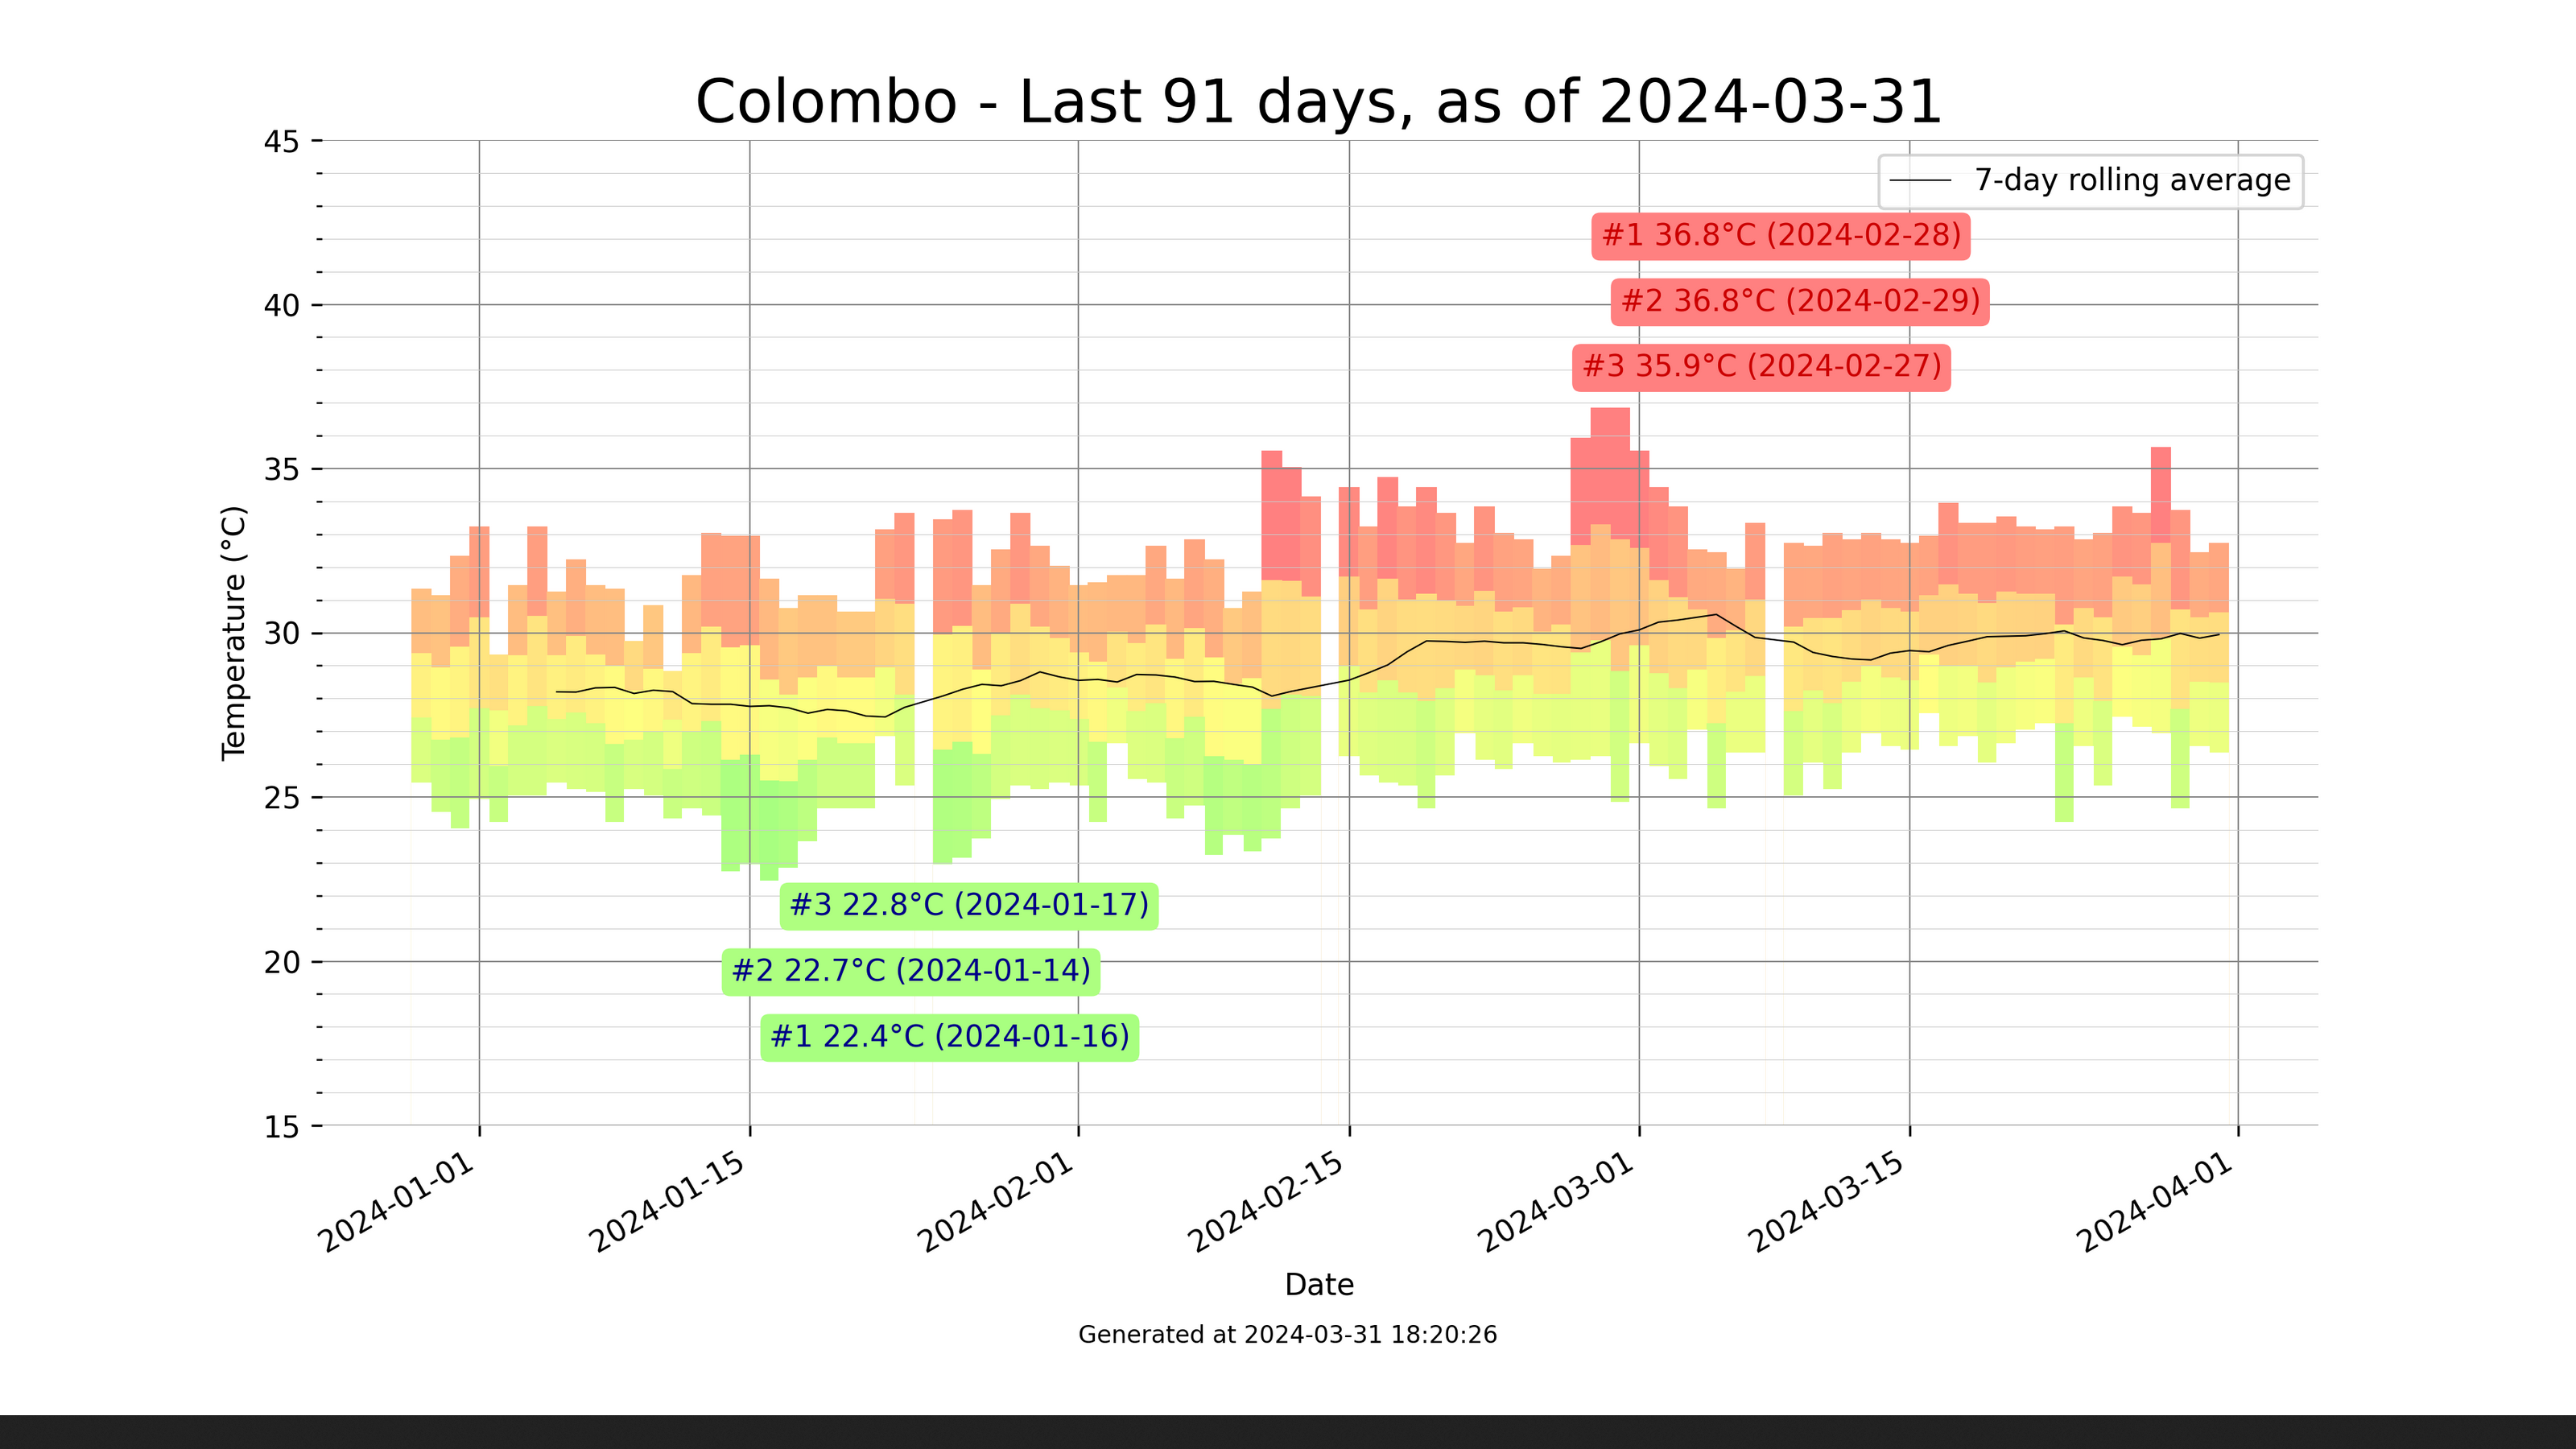 Colombo - Last 91 days, as of 2024-03-31
7-day rolling average
#1 36.8°C (2024-02-28)
#2 36.8°C (2024-02-29)
#3 35.9°C (2024-02-27)
#3 22.8°C (2024-01-17)
#2 22.7°C (2024-01-14)
#1 22.4°C (2024-01-16)
Temperature (°C)
45
40
35
30
25
20
15
2024-01-01
2024-01-15
2024-02-01
2024-02-15
2024-03-01
2024-03-15
2024-04-01
Date
Generated at 2024-03-31 18:20:26